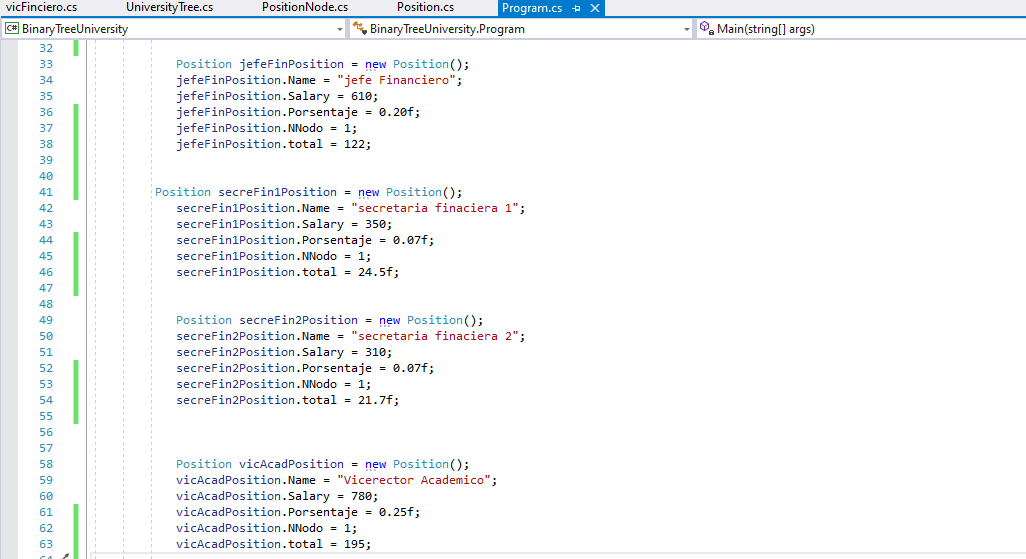 vicFinciero.cs UniversityTree.cs PositionNode.cs Position.cs Program.cs
C# BinaryTreeUniversity BinaryTreeUniversity.Program Main(string[] args)
32
33 Position jefeFinPosition = new Position();
34 jefeFinPosition.Name = "jefe Financiero";
35 jefeFinPosition.Salary = 610;
36 jefeFinPosition.Porsentaje = 0.20f;
37 jefeFinPosition.NNodo = 1;
38 jefeFinPosition.total = 122;
39
40
41 Position secreFin1Position = new Position();
42 secreFin1Position.Name = "secretaria finaciera 1";
43 secreFin1Position.Salary = 350;
44 secreFin1Position.Porsentaje = 0.07f;
45 secreFin1Position.NNodo = 1;
46 secreFin1Position.total = 24.5f;
47
48
49 Position secreFin2Position = new Position();
50 secreFin2Position.Name = "secretaria finaciera 2";
51 secreFin2Position.Salary = 310;
52 secreFin2Position.Porsentaje = 0.07f;
53 secreFin2Position.NNodo = 1;
54 secreFin2Position.total = 21.7f;
55
56
57
58 Position vicAcadPosition = new Position();
59 vicAcadPosition.Name = "Vicerector Academico";
60 vicAcadPosition.Salary = 780;
61 vicAcadPosition.Porsentaje = 0.25f;
62 vicAcadPosition.NNodo = 1;
63 vicAcadPosition.total = 195;
64